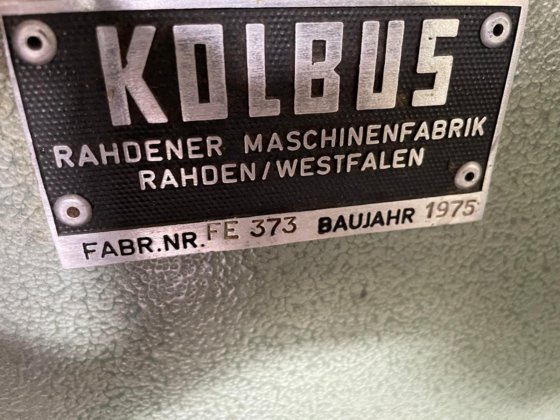 KOLBUS
RAHDENER MASCHINENFABRIK
RAHDEN/WESTFALEN
FABR.NR. FE 373 BAUJAHR 1975